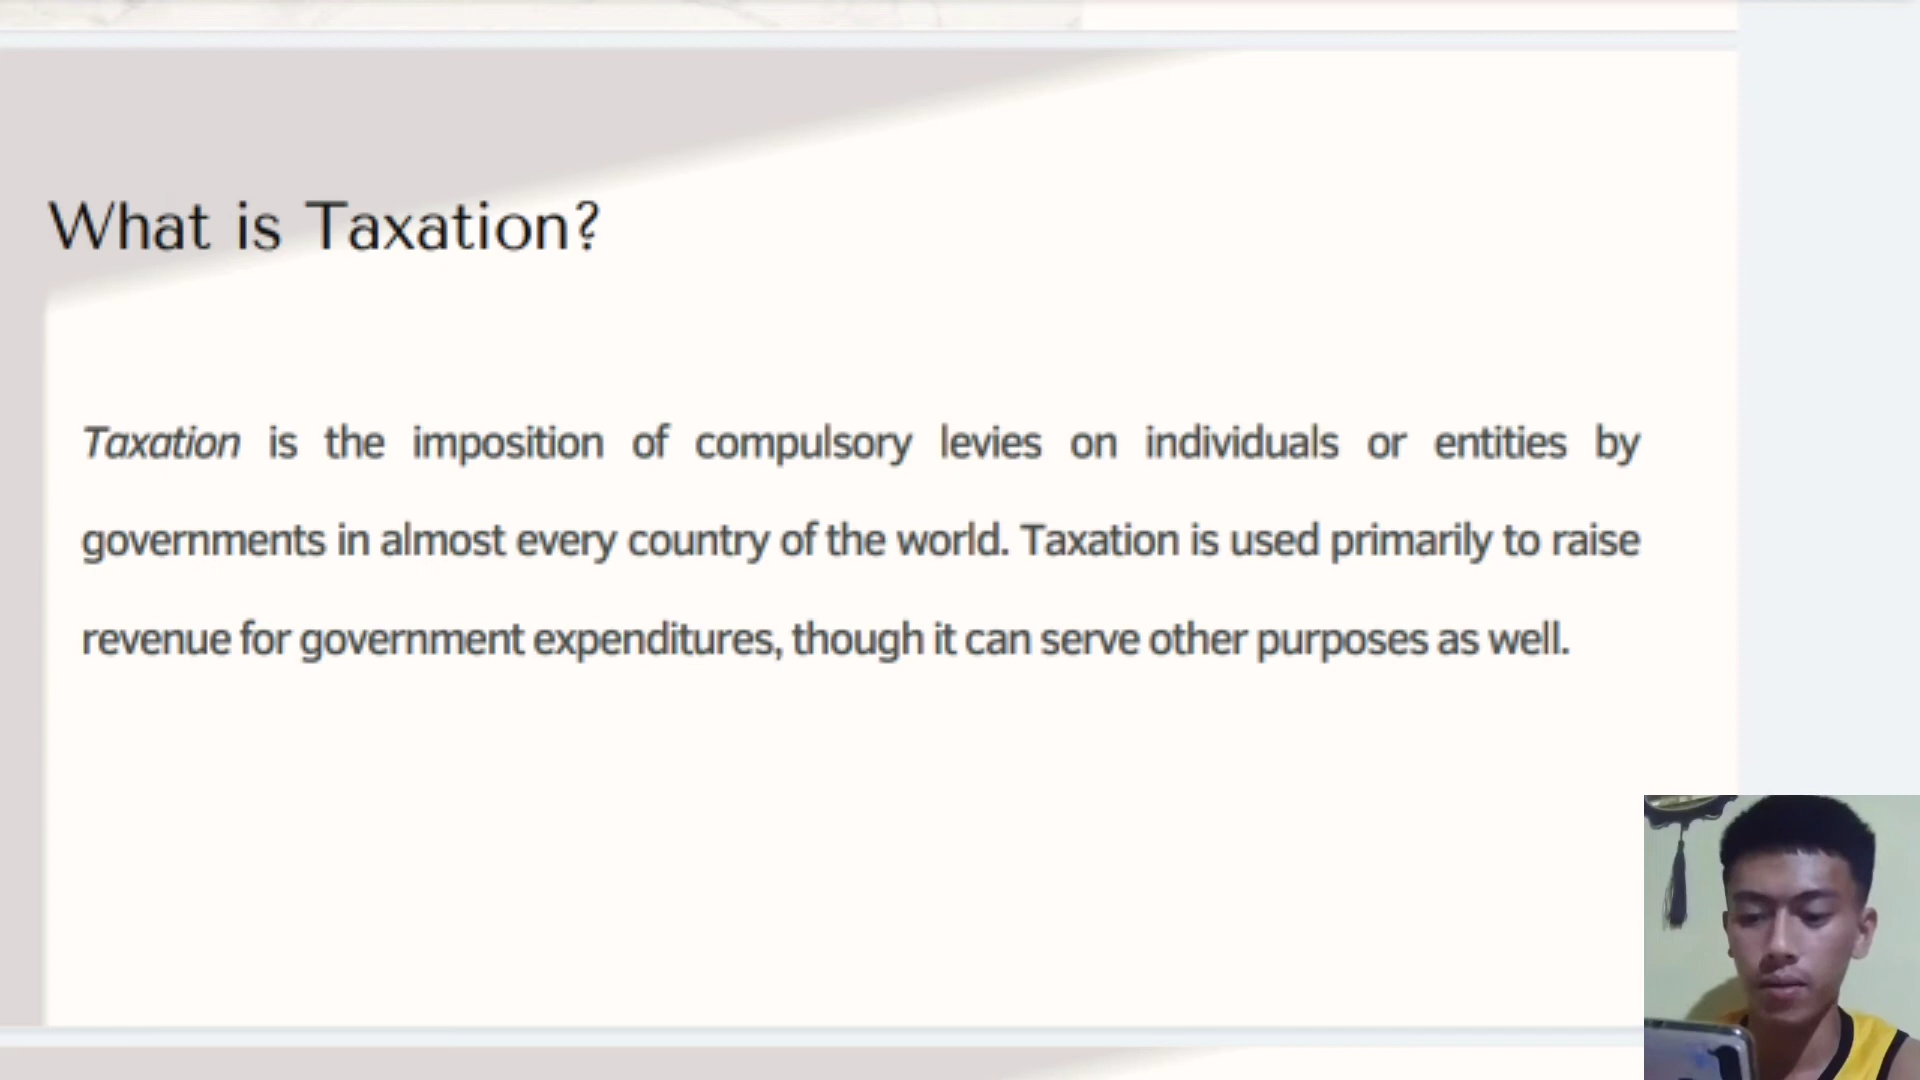 What is Taxation?
Taxation is the imposition of compulsory levies on individuals or entities by
governments in almost every country of the world. Taxation is used primarily to raise
revenue for government expenditures, though it can serve other purposes as well.